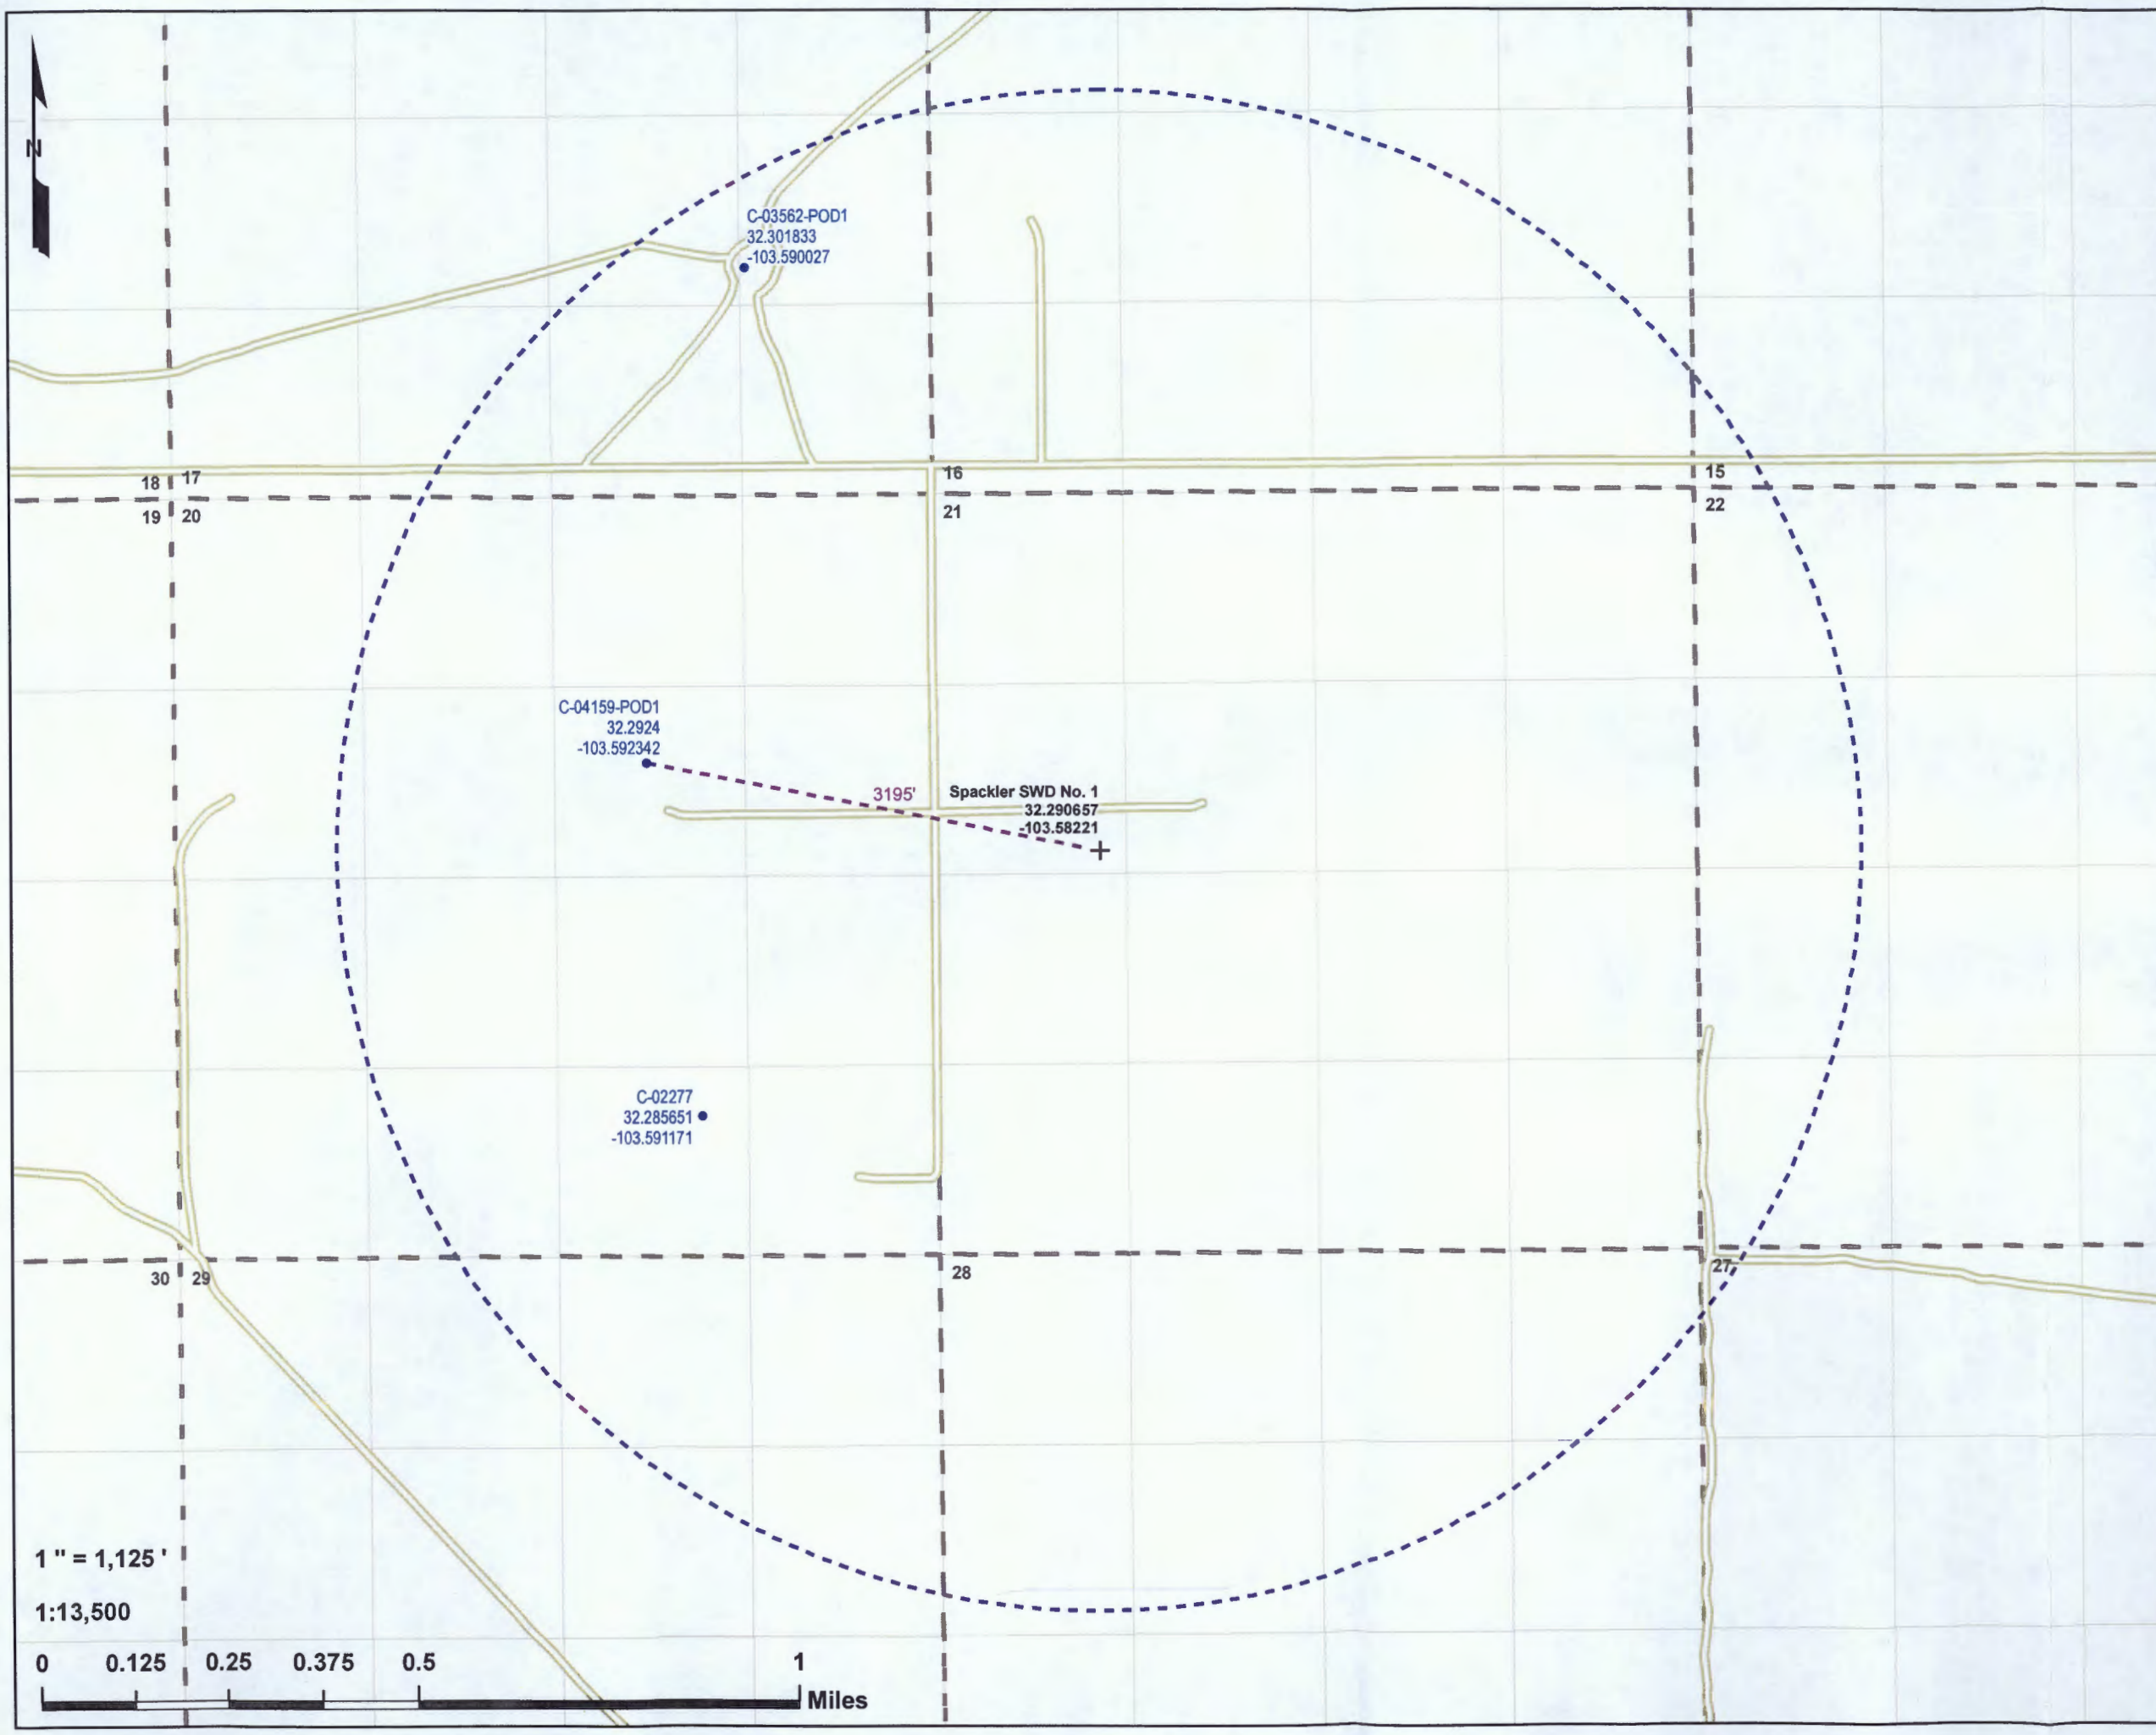 N
C-03562-POD1
32.301833
-103.590027
18 17
16
15
19 20
21
22
C-04159-POD1
32.2924
-103.592342
3195'
Spackler SWD No. 1
32.290657
-103.58221
C-02277
32.285651
-103.591171
30 29
28
27
1 " = 1,125 '
1:13,500
0 0.125 0.25 0.375 0.5 1
Miles